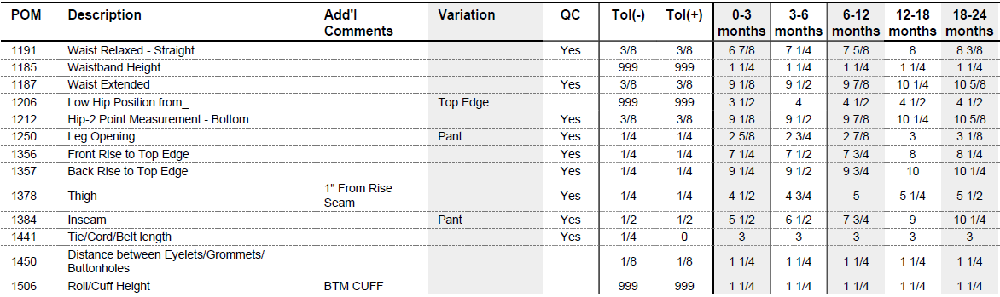 POM Description Add'l Comments Variation QC Tol(-) Tol(+) 0-3 months 3-6 months 6-12 months 12-18 months 18-24 months
1191 Waist Relaxed - Straight Yes 3/8 3/8 6 7/8 7 1/4 7 5/8 8 8 3/8
1185 Waistband Height 999 999 1 1/4 1 1/4 1 1/4 1 1/4 1 1/4
1187 Waist Extended Yes 3/8 3/8 9 1/8 9 1/2 9 7/8 10 1/4 10 5/8
1206 Low Hip Position from_ Top Edge 999 999 3 1/2 4 4 1/2 4 1/2 4 1/2
1212 Hip-2 Point Measurement - Bottom Yes 3/8 3/8 9 1/8 9 1/2 9 7/8 10 1/4 10 5/8
1250 Leg Opening Pant Yes 1/4 1/4 2 5/8 2 3/4 2 7/8 3 3 1/8
1356 Front Rise to Top Edge Yes 1/4 1/4 7 1/4 7 1/2 7 3/4 8 8 1/4
1357 Back Rise to Top Edge Yes 1/4 1/4 9 1/4 9 1/2 9 3/4 10 10 1/4
1378 Thigh 1" From Rise Seam Yes 1/4 1/4 4 1/2 4 3/4 5 5 1/4 5 1/2
1384 Inseam Pant Yes 1/2 1/2 5 1/2 6 1/2 7 3/4 9 10 1/4
1441 Tie/Cord/Belt length Yes 1/4 0 3 3 3 3 3
1450 Distance between Eyelets/Grommets/ Buttonholes 1/8 1/8 1 1/4 1 1/4 1 1/4 1 1/4 1 1/4
1506 Roll/Cuff Height BTM CUFF 999 999 1 1/4 1 1/4 1 1/4 1 1/4 1 1/4